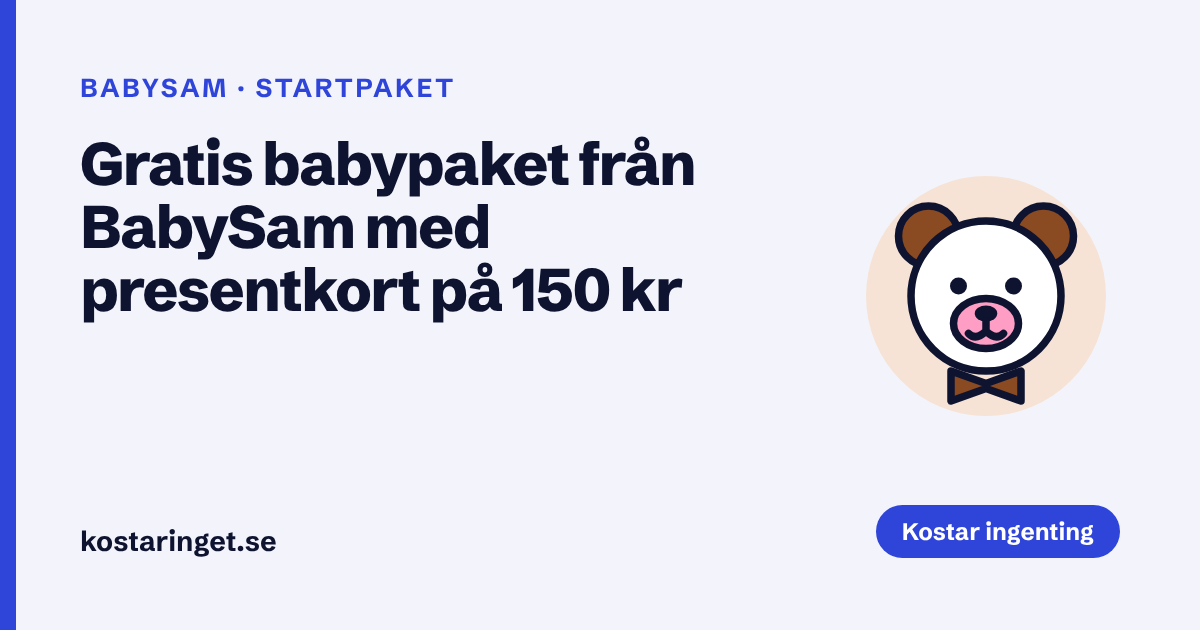 BABYSAM · STARTPAKET
Gratis babypaket från
BabySam med
presentkort på 150 kr
kostaringet.se
Kostar ingenting